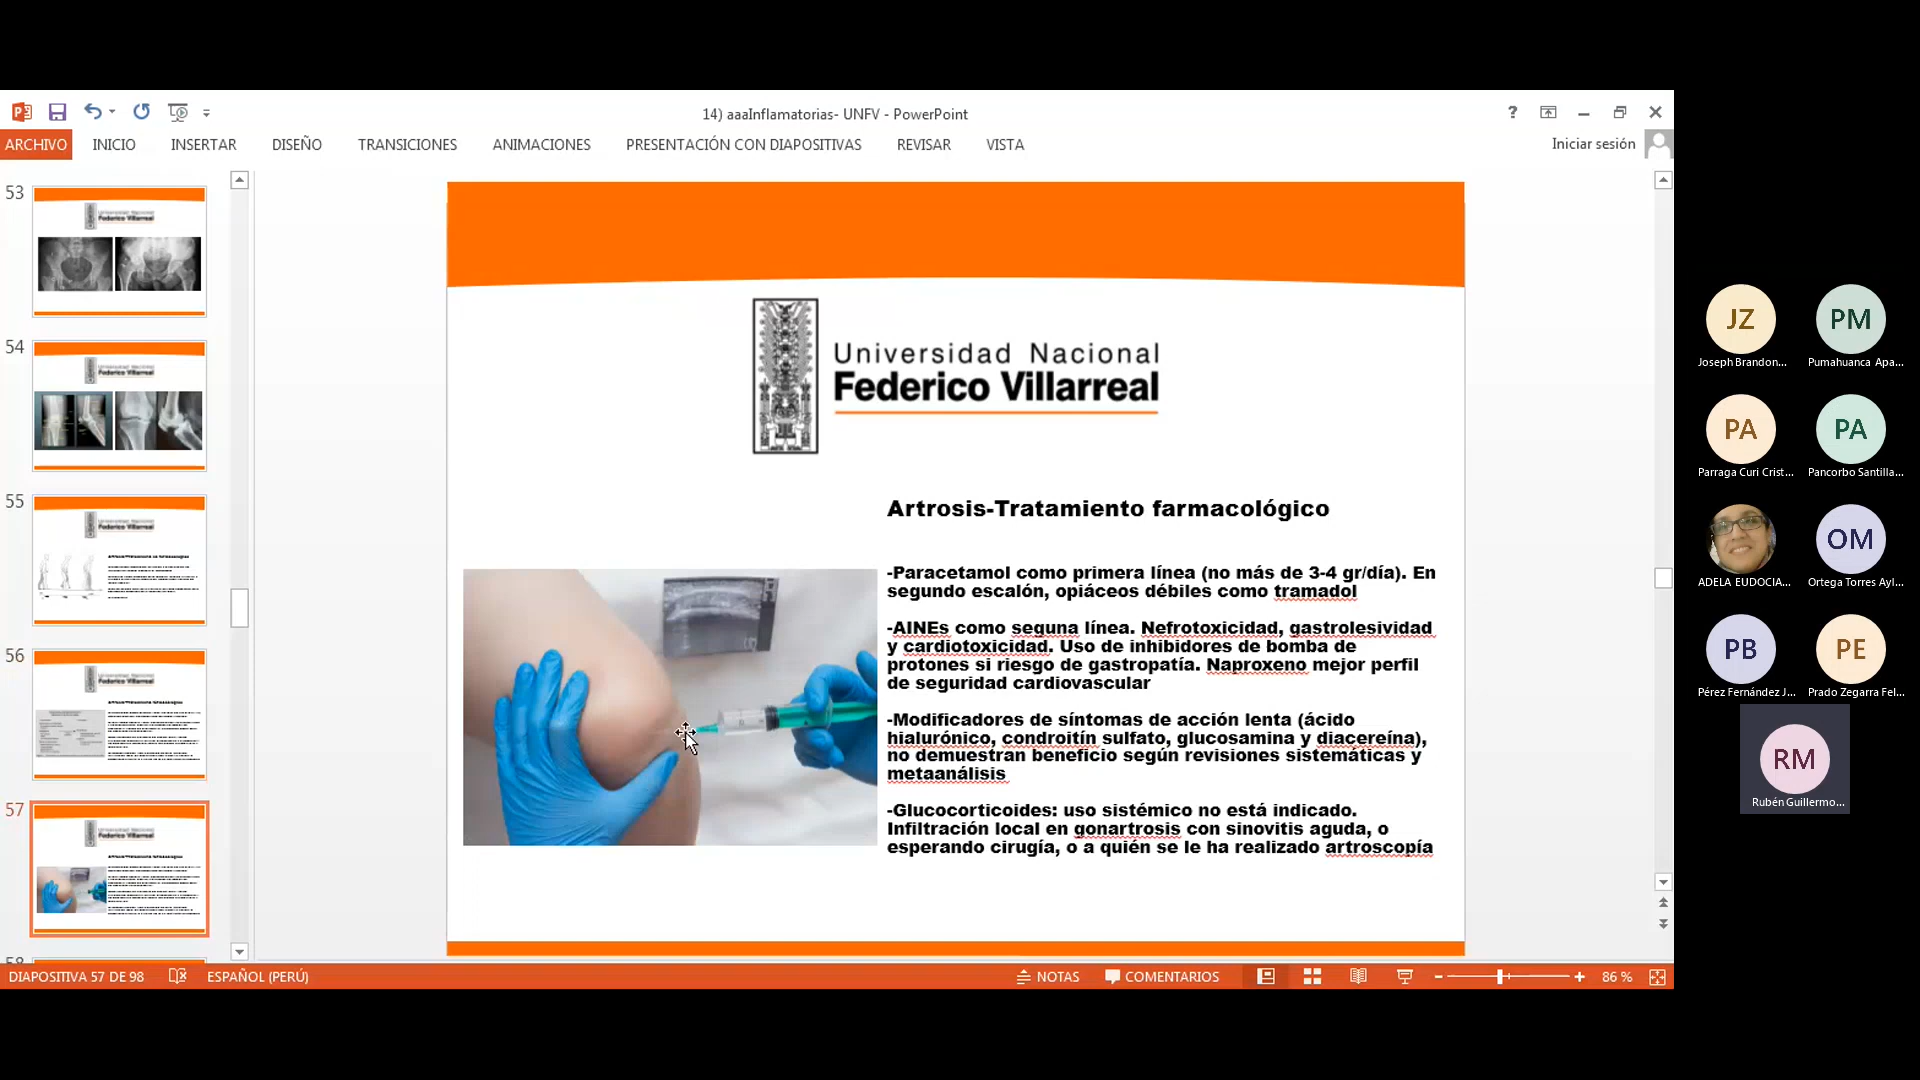 14) aaaInflamatorias- UNFV - PowerPoint
?
ARCHIVO INICIO INSERTAR DISEÑO TRANSICIONES ANIMACIONES PRESENTACIÓN CON DIAPOSITIVAS REVISAR VISTA Iniciar sesión
53
54
55
56
57
58
Universidad Nacional
Federico Villarreal
Artrosis-Tratamiento farmacológico
-Paracetamol como primera línea (no más de 3-4 gr/día). En
segundo escalón, opiáceos débiles como tramadol
-AINEs como seguna línea. Nefrotoxicidad, gastrolesividad
y cardiotoxicidad. Uso de inhibidores de bomba de
protones si riesgo de gastropatía. Naproxeno mejor perfil
de seguridad cardiovascular
-Modificadores de síntomas de acción lenta (ácido
hialurónico, condroitín sulfato, glucosamina y diacereína),
no demuestran beneficio según revisiones sistemáticas y
metaanálisis
-Glucocorticoides: uso sistémico no está indicado.
Infiltración local en gonartrosis con sinovitis aguda, o
esperando cirugía, o a quién se le ha realizado artroscopía
DIAPOSITIVA 57 DE 98 ESPAÑOL (PERÚ) NOTAS COMENTARIOS 86 %
JZ PM
Joseph Brandon... Pumahuanca Apa...
PA PA
Parraga Curi Crist... Pancorbo Santilla...
OM
ADELA EUDOCIA... Ortega Torres Ayl...
PB PE
Pérez Fernández J... Prado Zegarra Fel...
RM
Rubén Guillermo...